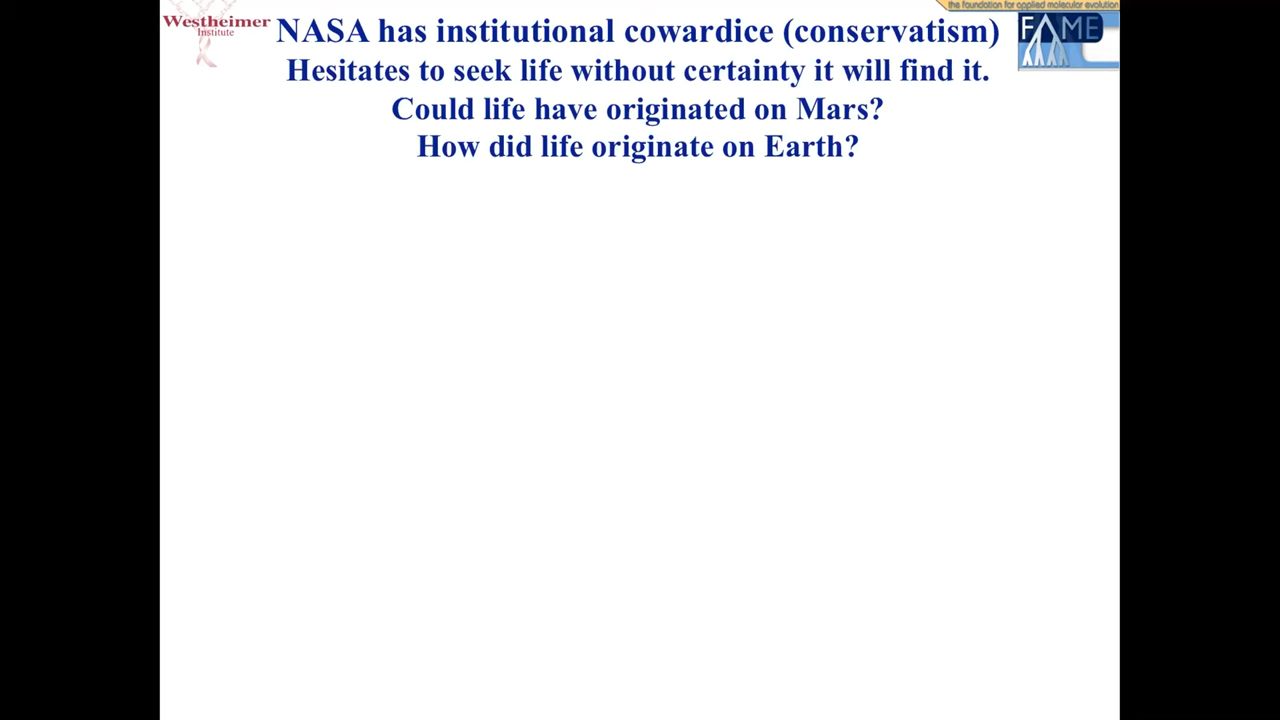 the foundation for applied molecular evolution
Westheimer
Institute
FAME
NASA has institutional cowardice (conservatism)
Hesitates to seek life without certainty it will find it.
Could life have originated on Mars?
How did life originate on Earth?